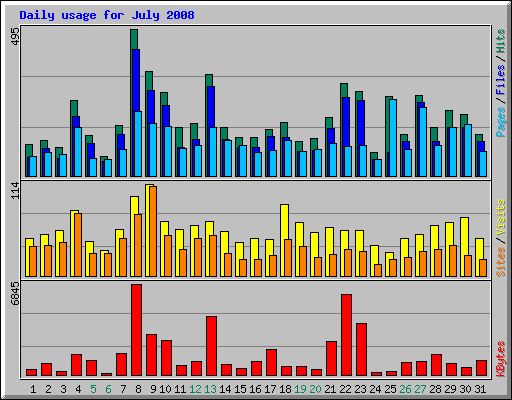 Daily usage for July 2008
495
Pages / Files / Hits
114
Sites / Visits
6845
KBytes
1 2 3 4 5 6 7 8 9 10 11 12 13 14 15 16 17 18 19 20 21 22 23 24 25 26 27 28 29 30 31